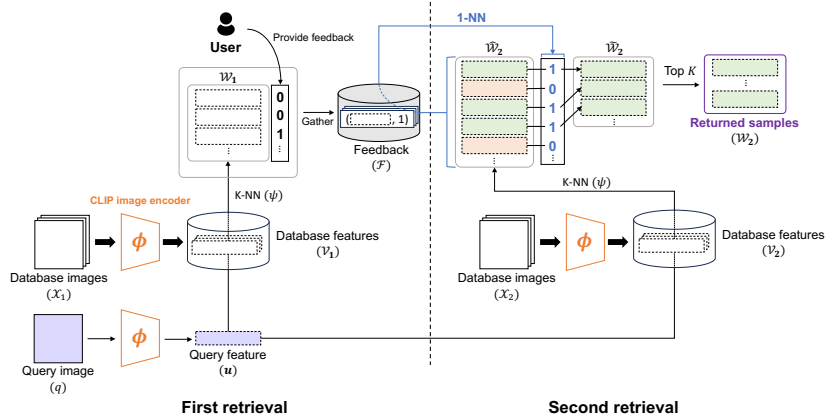 User
Provide feedback
𝒲₁
0
0
1
⋮
⋮
Gather
( , 1)
Feedback
(ℱ)
K-NN (ψ)
CLIP image encoder
ϕ
Database images
(𝒳₁)
Database features
(𝒱₁)
ϕ
Query image
(q)
Query feature
(𝒖)
First retrieval
1-NN
𝒲̂₂
1
0
1
1
0
⋮
⋮
𝒲̃₂
⋮
Top K
⋮
Returned samples
(𝒲₂)
K-NN (ψ)
ϕ
Database images
(𝒳₂)
Database features
(𝒱₂)
Second retrieval